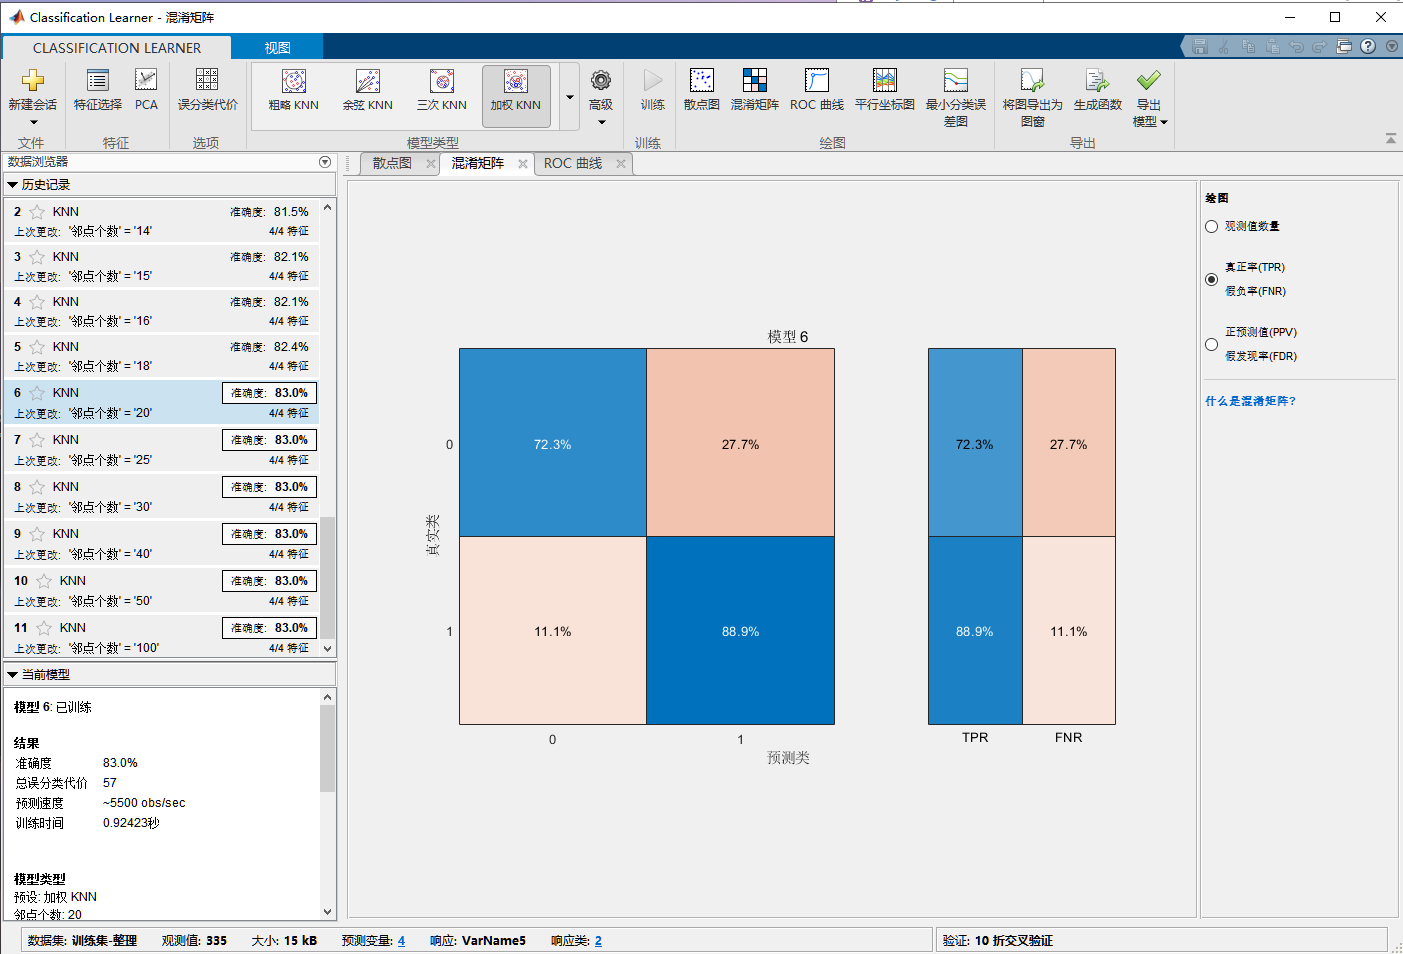 Classification Learner - 混淆矩阵
CLASSIFICATION LEARNER 视图
新建会话 特征选择 PCA 误分类代价 粗略 KNN 余弦 KNN 三次 KNN 加权 KNN 高级 训练 散点图 混淆矩阵 ROC 曲线 平行坐标图 最小分类误差图 将图导出为图窗 生成函数 导出模型
文件 特征 选项 模型类型 训练 绘图 导出
数据浏览器
历史记录
2 KNN 准确度: 81.5%
上次更改: '邻点个数' = '14' 4/4 特征
3 KNN 准确度: 82.1%
上次更改: '邻点个数' = '15' 4/4 特征
4 KNN 准确度: 82.1%
上次更改: '邻点个数' = '16' 4/4 特征
5 KNN 准确度: 82.4%
上次更改: '邻点个数' = '18' 4/4 特征
6 KNN 准确度: 83.0%
上次更改: '邻点个数' = '20' 4/4 特征
7 KNN 准确度: 83.0%
上次更改: '邻点个数' = '25' 4/4 特征
8 KNN 准确度: 83.0%
上次更改: '邻点个数' = '30' 4/4 特征
9 KNN 准确度: 83.0%
上次更改: '邻点个数' = '40' 4/4 特征
10 KNN 准确度: 83.0%
上次更改: '邻点个数' = '50' 4/4 特征
11 KNN 准确度: 83.0%
上次更改: '邻点个数' = '100' 4/4 特征
当前模型
模型 6: 已训练
结果
准确度 83.0%
总误分类代价 57
预测速度 ~5500 obs/sec
训练时间 0.92423秒
模型类型
预设: 加权 KNN
邻点个数: 20
散点图 混淆矩阵 ROC 曲线
模型 6
0 72.3% 27.7% 72.3% 27.7%
真实类
1 11.1% 88.9% 88.9% 11.1%
0 1 TPR FNR
预测类
绘图
观测值数量
真正率(TPR)
假负率(FNR)
正预测值(PPV)
假发现率(FDR)
什么是混淆矩阵?
数据集: 训练集-整理 观测值: 335 大小: 15 kB 预测变量: 4 响应: VarName5 响应类: 2 验证: 10 折交叉验证